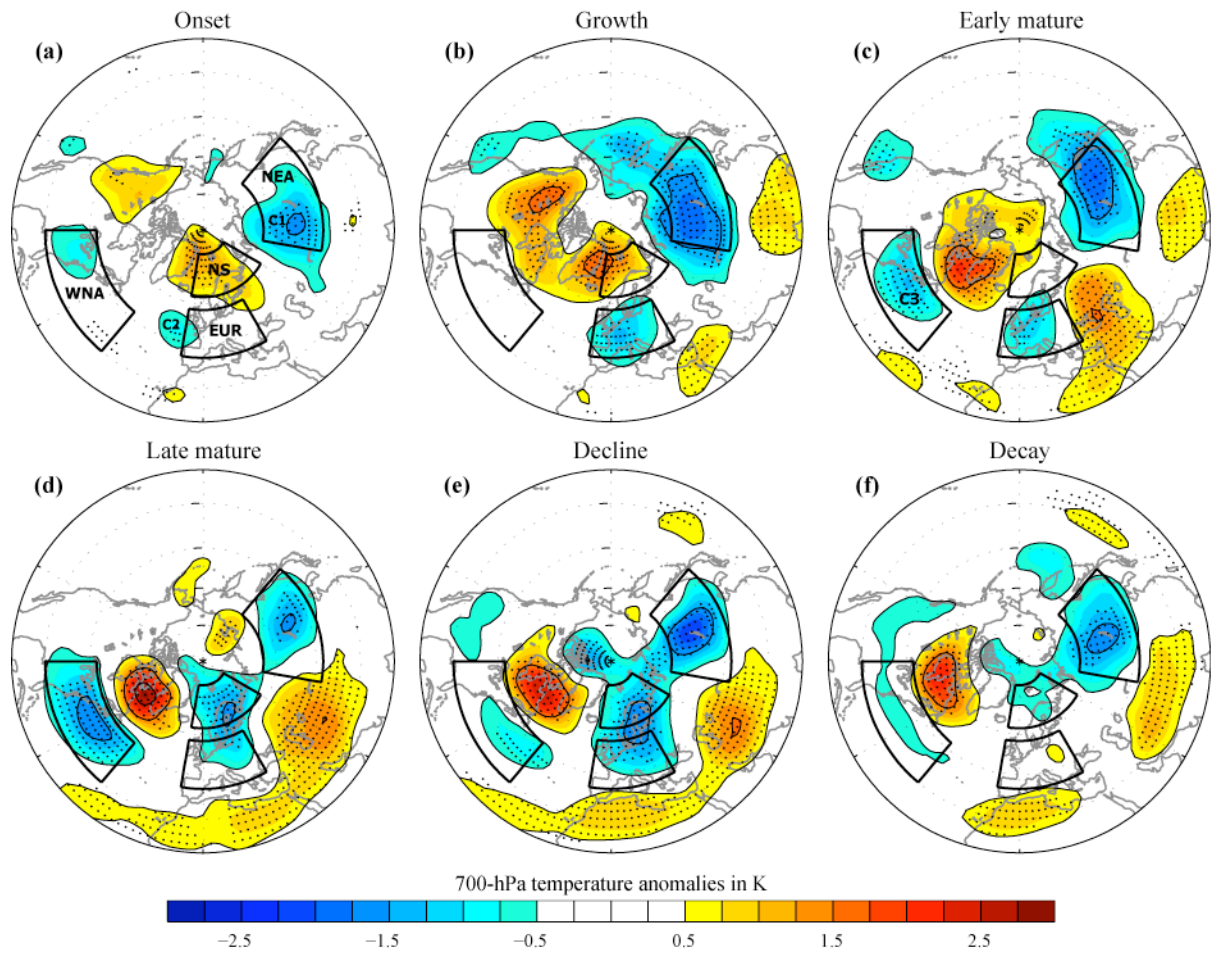 Onset Growth Early mature
(a) (b) (c)
NEA
C1
NS
WNA
C2
EUR
C3
Late mature Decline Decay
(d) (e) (f)
700-hPa temperature anomalies in K
−2.5 −1.5 −0.5 0.5 1.5 2.5